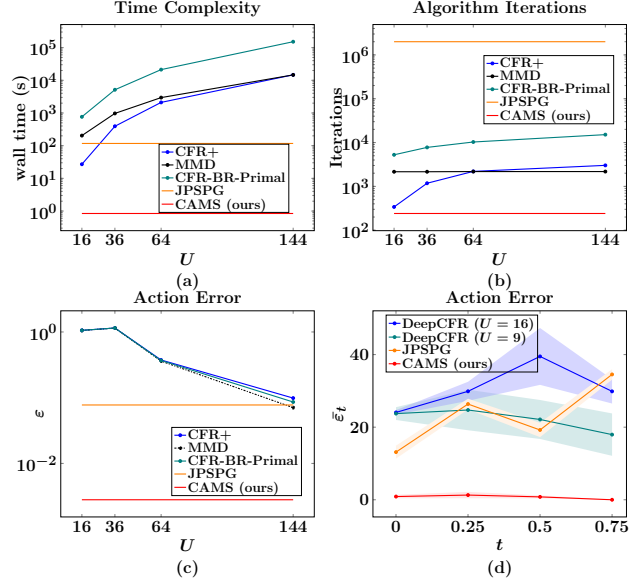 Time Complexity
wall time (s)
10^5
10^4
10^3
10^2
10^1
10^0
CFR+
MMD
CFR-BR-Primal
JPSPG
CAMS (ours)
16 36 64 144
U
(a)
Algorithm Iterations
Iterations
10^6
10^5
10^4
10^3
10^2
CFR+
MMD
CFR-BR-Primal
JPSPG
CAMS (ours)
16 36 64 144
U
(b)
Action Error
ε
10^0
10^−2
CFR+
MMD
CFR-BR-Primal
JPSPG
CAMS (ours)
16 36 64 144
U
(c)
Action Error
ε̄_t
40
20
0
DeepCFR (U = 16)
DeepCFR (U = 9)
JPSPG
CAMS (ours)
0 0.25 0.5 0.75
t
(d)